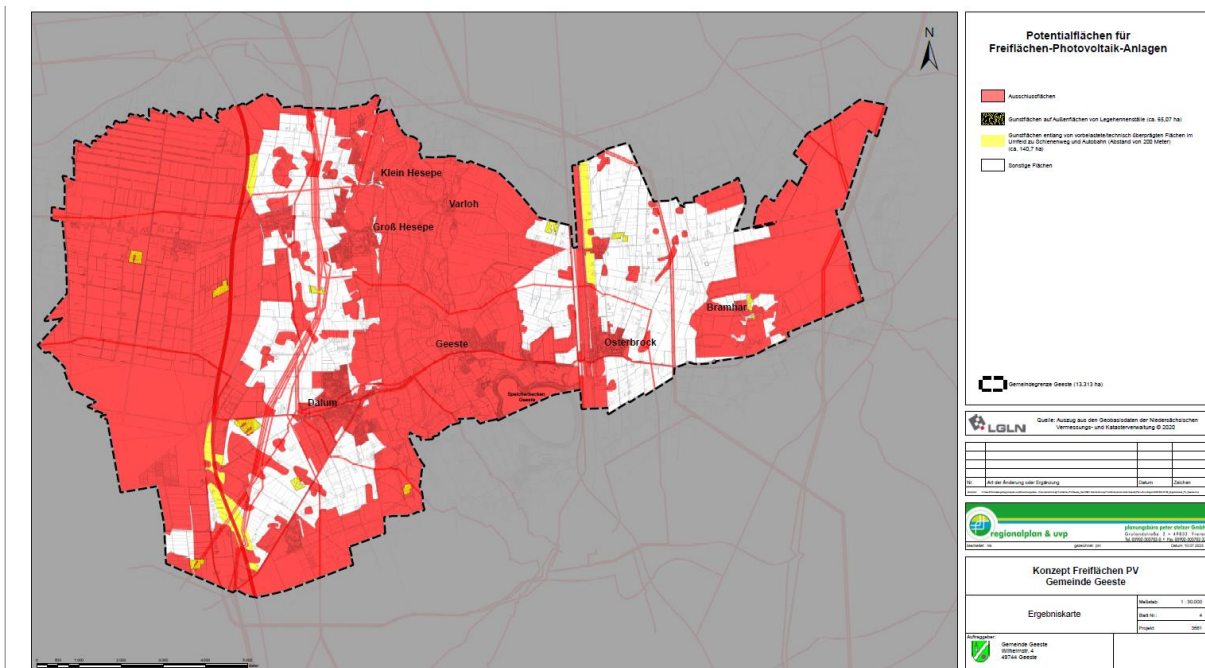 N
Klein Hesepe
Varloh
Groß Hesepe
Bramhar
Geeste
Osterbrock
Speicherbecken
Geeste
Dalum
Potentialflächen für
Freiflächen-Photovoltaik-Anlagen
Ausschlussflächen
Gunstflächen auf Außenflächen von Legehennenställe (ca. 65,07 ha)
Gunstflächen entlang von vorbelastete/technisch überprägten Flächen im
Umfeld zu Schienenweg und Autobahn (Abstand von 200 Meter)
(ca. 140,7 ha)
Sonstige Flächen
Gemeindegrenze Geeste (13.313 ha)
LGLN
Quelle: Auszug aus den Geobasisdaten der Niedersächsischen
Vermessungs- und Katasterverwaltung © 2020
Nr. Art der Änderung oder Ergänzung Datum Zeichen
regionalplan & uvp
planungsbüro peter stelzer GmbH
Konzept Freiflächen PV
Gemeinde Geeste
Ergebniskarte
Maßstab: 1 : 30.000
Blatt Nr.: 4
Projekt:
Auftraggeber:
Gemeinde Geeste
49744 Geeste